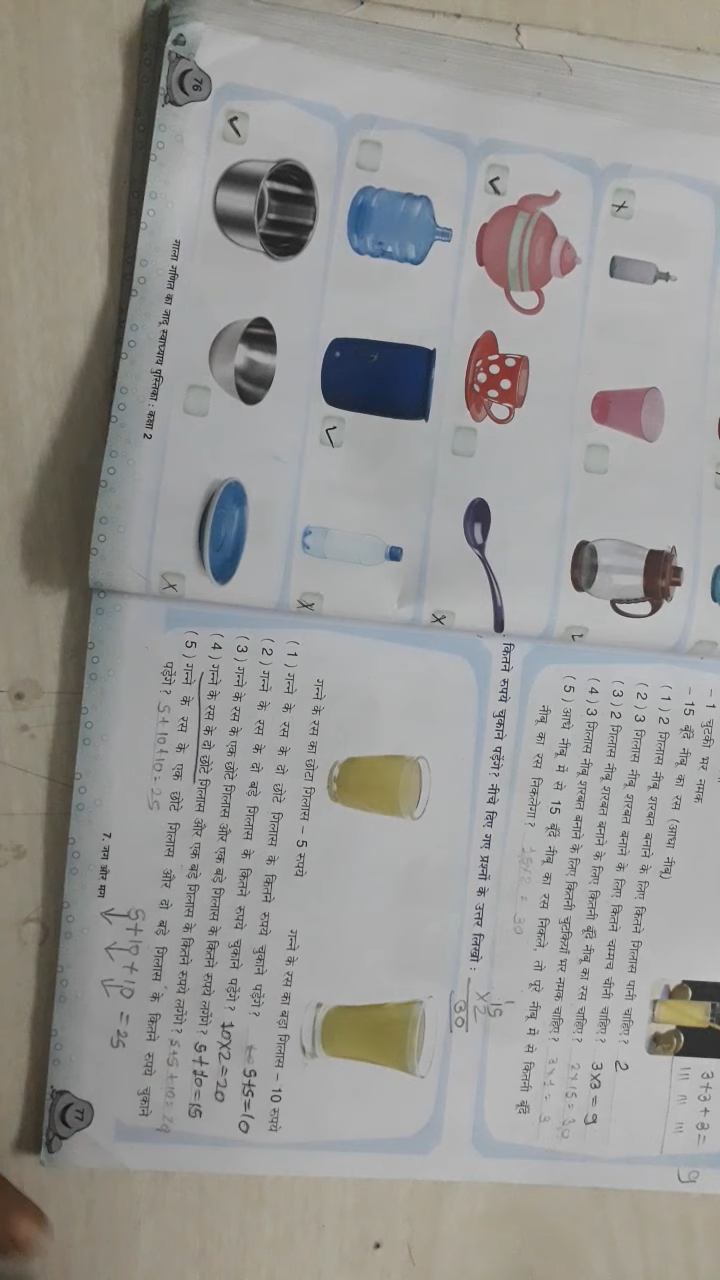 76
गाला गणित का जादू स्वाध्याय पुस्तिका : कक्षा 2
- 1 चुटकी भर नमक
- 15 बूँदें नीबू का रस (आधा नीबू)
3+3+3= 9
(1) 2 गिलास नीबू शरबत बनाने के लिए कितने गिलास पानी चाहिए? 2
(2) 3 गिलास नीबू शरबत बनाने के लिए कितने चम्मच चीनी चाहिए? 3x3 = 9
(3) 2 गिलास नीबू शरबत बनाने के लिए कितनी बूँदें नीबू का रस चाहिए? 2x15=30
(4) 3 गिलास नीबू शरबत बनाने के लिए कितनी चुटकियाँ भर नमक चाहिए? 3x1=3
(5) आधे नीबू में से 15 बूँदें नीबू का रस निकले, तो पूरे नीबू में से कितनी बूँदें
नीबू का रस निकलेगा? 15x2 = 30
15
x2
30
कितने रुपये चुकाने पड़ेंगे? नीचे दिए गए प्रश्नों के उत्तर लिखो :
गन्ने के रस का छोटा गिलास – 5 रुपये
गन्ने के रस का बड़ा गिलास – 10 रुपये
(1) गन्ने के रस के दो छोटे गिलास के कितने रुपये चुकाने पड़ेंगे? 5+5=10
(2) गन्ने के रस के दो बड़े गिलास के कितने रुपये चुकाने पड़ेंगे? 10x2=20
(3) गन्ने के रस के एक छोटे गिलास और एक बड़े गिलास के कितने रुपये लगेंगे? 5+10=15
(4) गन्ने के रस के दो छोटे गिलास और एक बड़े गिलास के कितने रुपये लगेंगे? 5+5+10=
(5) गन्ने के रस के एक छोटे गिलास और दो बड़े गिलास के कितने रुपये चुकाने
पड़ेंगे? 5+10+10=25
5+10+10 = 25
7. जग और मग
77